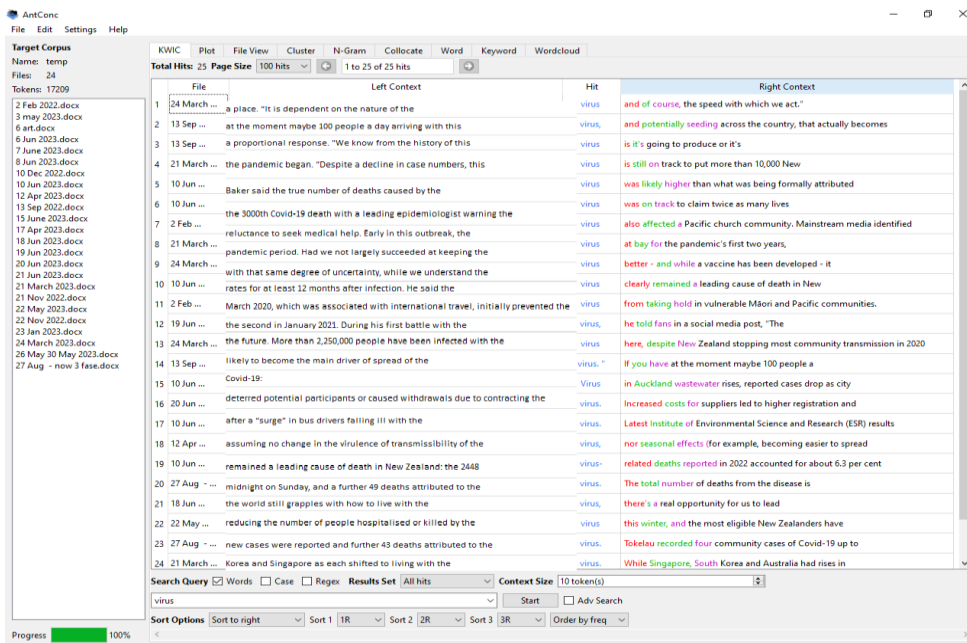 AntConc
File Edit Settings Help
Target Corpus
Name: temp
Files: 24
Tokens: 17209
2 Feb 2022.docx
3 may 2023.docx
6 art.docx
6 Jun 2023.docx
7 June 2023.docx
8 Jun 2023.docx
10 Dec 2022.docx
10 Jun 2023.docx
12 Apr 2023.docx
13 Sep 2022.docx
15 June 2023.docx
17 Apr 2023.docx
18 Jun 2023.docx
19 Jun 2023.docx
20 Jun 2023.docx
21 Jun 2023.docx
21 March 2023.docx
21 Nov 2022.docx
22 May 2023.docx
22 Nov 2022.docx
23 Jan 2023.docx
24 March 2023.docx
26 May 30 May 2023.docx
27 Aug - now 3 fase.docx
Progress 100%
KWIC Plot File View Cluster N-Gram Collocate Word Keyword Wordcloud
Total Hits: 25 Page Size 100 hits 1 to 25 of 25 hits
File Left Context Hit Right Context
1 24 March ... a place. "It is dependent on the nature of the virus and of course, the speed with which we act."
2 13 Sep ... at the moment maybe 100 people a day arriving with this virus, and potentially seeding across the country, that actually becomes
3 13 Sep ... a proportional response. "We know from the history of this virus is it's going to produce or it's
4 21 March ... the pandemic began. "Despite a decline in case numbers, this virus is still on track to put more than 10,000 New
5 10 Jun ... Baker said the true number of deaths caused by the virus was likely higher than what was being formally attributed
6 10 Jun ... the 3000th Covid-19 death with a leading epidemiologist warning the virus was on track to claim twice as many lives
7 2 Feb ... reluctance to seek medical help. Early in this outbreak, the virus also affected a Pacific church community. Mainstream media identified
8 21 March ... pandemic period. Had we not largely succeeded at keeping the virus at bay for the pandemic's first two years,
9 24 March ... with that same degree of uncertainty, while we understand the virus better - and while a vaccine has been developed - it
10 10 Jun ... rates for at least 12 months after infection. He said the virus clearly remained a leading cause of death in New
11 2 Feb ... March 2020, which was associated with international travel, initially prevented the virus from taking hold in vulnerable Māori and Pacific communities.
12 19 Jun ... the second in January 2021. During his first battle with the virus, he told fans in a social media post, "The
13 24 March ... the future. More than 2,250,000 people have been infected with the virus here, despite New Zealand stopping most community transmission in 2020
14 13 Sep ... likely to become the main driver of spread of the virus. " If you have at the moment maybe 100 people a
15 10 Jun ... Covid-19: Virus in Auckland wastewater rises, reported cases drop as city
16 20 Jun ... deterred potential participants or caused withdrawals due to contracting the virus. Increased costs for suppliers led to higher registration and
17 10 Jun ... after a "surge" in bus drivers falling ill with the virus. Latest Institute of Environmental Science and Research (ESR) results
18 12 Apr ... assuming no change in the virulence of transmissibility of the virus, nor seasonal effects (for example, becoming easier to spread
19 10 Jun ... remained a leading cause of death in New Zealand: the 2448 virus- related deaths reported in 2022 accounted for about 6.3 per cent
20 27 Aug - ... midnight on Sunday, and a further 49 deaths attributed to the virus. The total number of deaths from the disease is
21 18 Jun ... the world still grapples with how to live with the virus, there's a real opportunity for us to lead
22 22 May ... reducing the number of people hospitalised or killed by the virus this winter, and the most eligible New Zealanders have
23 27 Aug - ... new cases were reported and further 43 deaths attributed to the virus. Tokelau recorded four community cases of Covid-19 up to
24 21 March ... Korea and Singapore as each shifted to living with the virus. While Singapore, South Korea and Australia had rises in
Search Query Words Case Regex Results Set All hits Context Size 10 token(s)
virus Start Adv Search
Sort Options Sort to right Sort 1 1R Sort 2 2R Sort 3 3R Order by freq